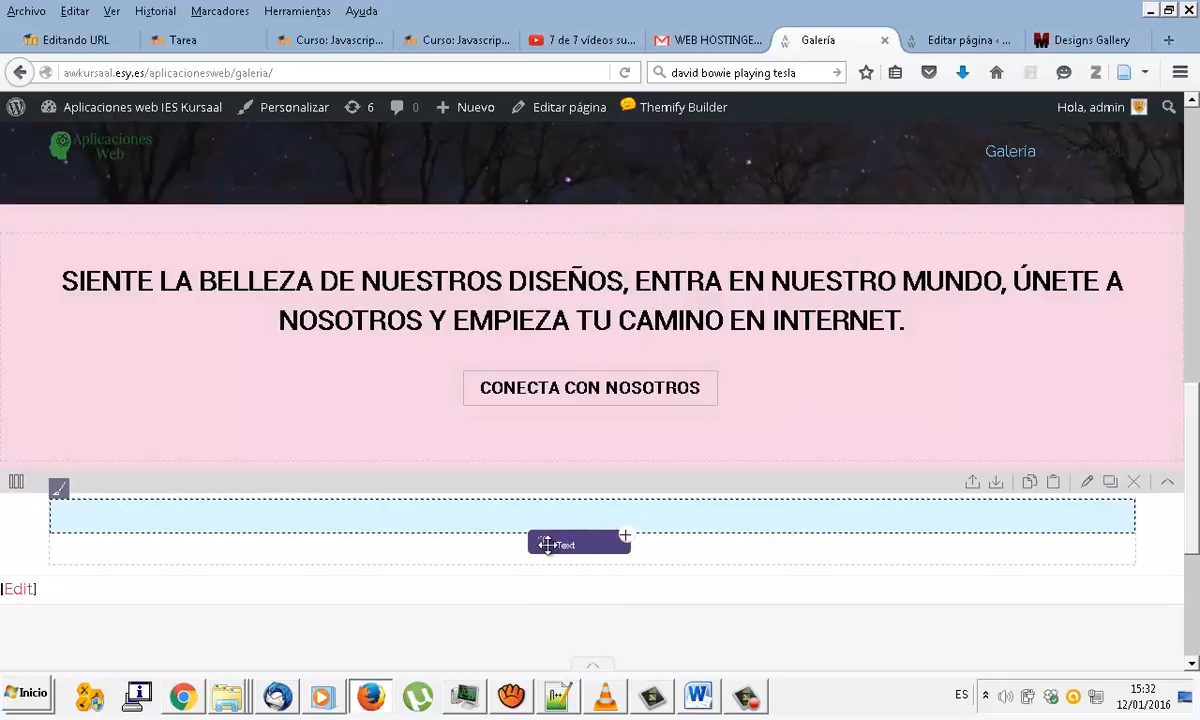 Archivo Editar Ver Historial Marcadores Herramientas Ayuda
Editando URL Tarea Curso: Javascrip... Curso: Javascrip... 7 de 7 vídeos su... WEB HOSTINGE... Galería Editar página ‹ ... Designs Gallery
awkursaal.esy.es/aplicacionesweb/galeria/ david bowie playing tesla
Aplicaciones web IES Kursaal Personalizar 6 0 Nuevo Editar página Themify Builder Hola, admin
Aplicaciones
Web
Galería
SIENTE LA BELLEZA DE NUESTROS DISEÑOS, ENTRA EN NUESTRO MUNDO, ÚNETE A
NOSOTROS Y EMPIEZA TU CAMINO EN INTERNET.
CONECTA CON NOSOTROS
Text
[Edit]
Inicio ES 15:32
12/01/2016